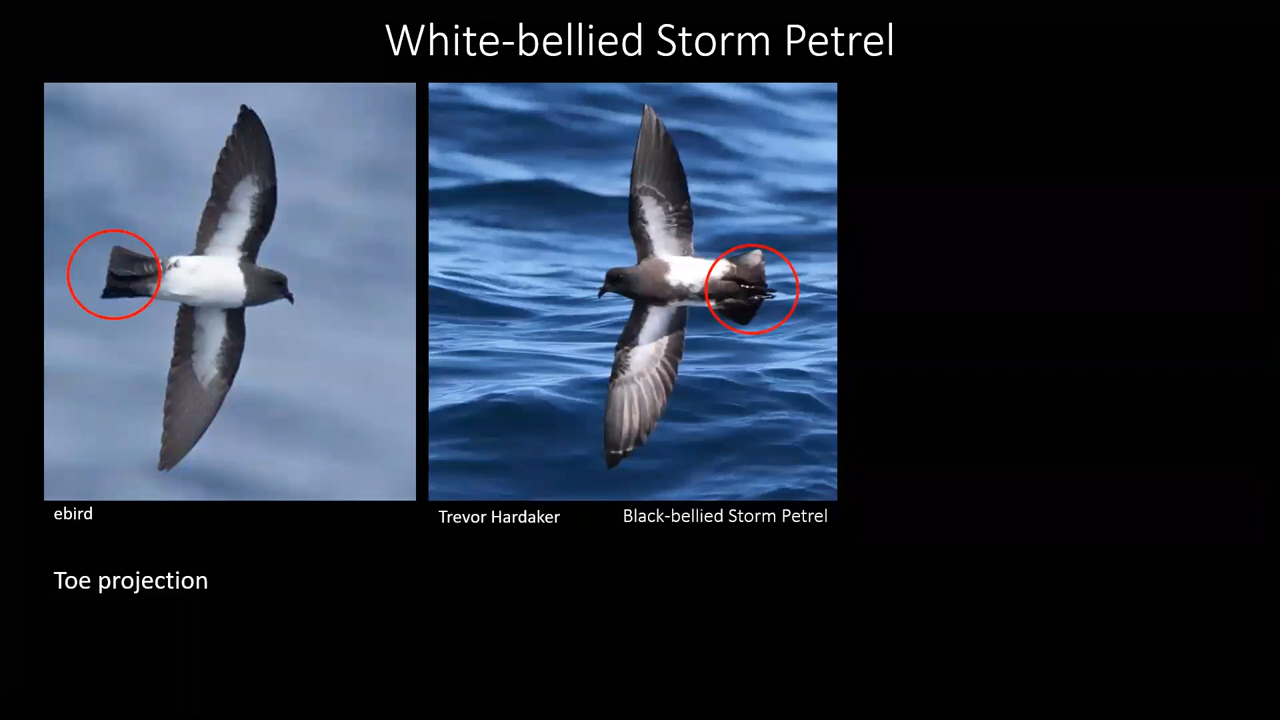 White-bellied Storm Petrel
ebird
Trevor Hardaker
Black-bellied Storm Petrel
Toe projection